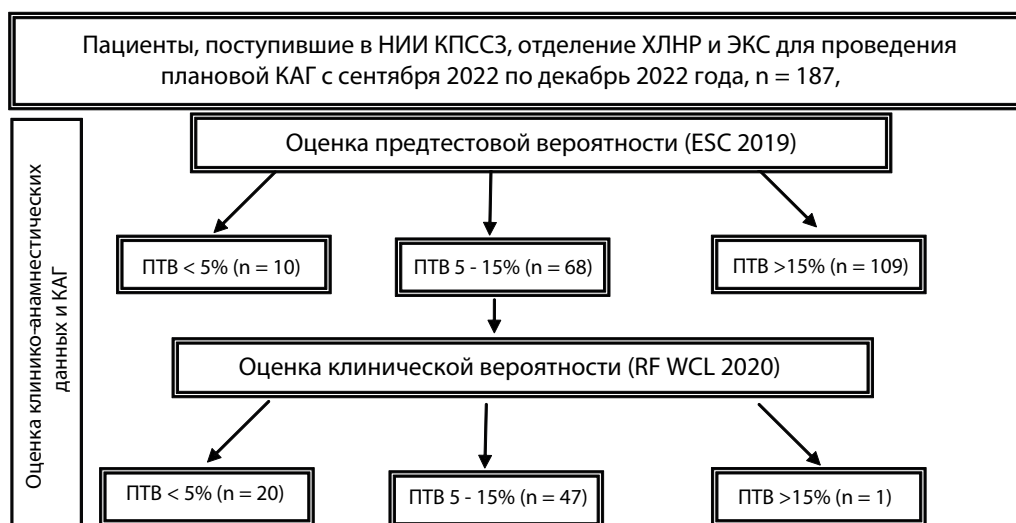 Пациенты, поступившие в НИИ КПССЗ, отделение ХЛНР и ЭКС для проведения
плановой КАГ с сентября 2022 по декабрь 2022 года, n = 187,
Оценка клинико-анамнестических
данных и КАГ
Оценка предтестовой вероятности (ESC 2019)
ПТВ < 5% (n = 10)
ПТВ 5 - 15% (n = 68)
ПТВ >15% (n = 109)
Оценка клинической вероятности (RF WCL 2020)
ПТВ < 5% (n = 20)
ПТВ 5 - 15% (n = 47)
ПТВ >15% (n = 1)